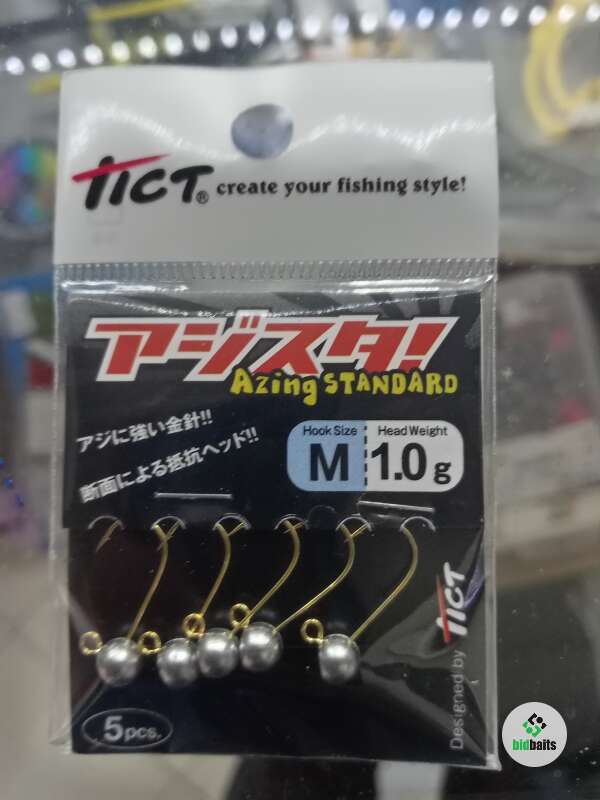 TICT® create your fishing style!
アジスタ!
Azing STANDARD
アジに強い金針!!
断面による抵抗ヘッド!!
Hook Size
M
Head Weight
1.0 g
Designed by TICT
5pcs.
bidbaits